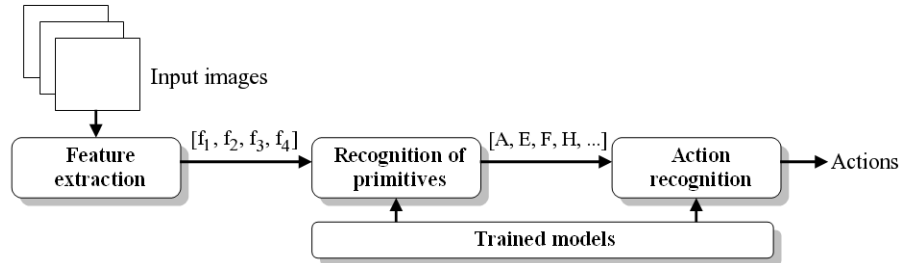 Input images
[f1, f2, f3, f4]
[A, E, F, H, ...]
Feature
extraction
Recognition of
primitives
Action
recognition
Actions
Trained models